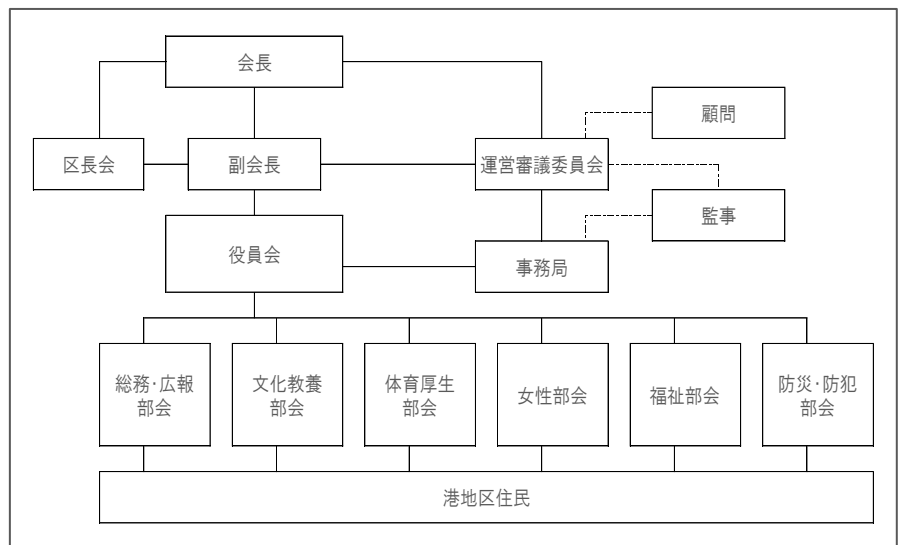 会長
顧問
区長会
副会長
運営審議委員会
監事
役員会
事務局
総務・広報
部会
文化教養
部会
体育厚生
部会
女性部会
福祉部会
防災・防犯
部会
港地区住民